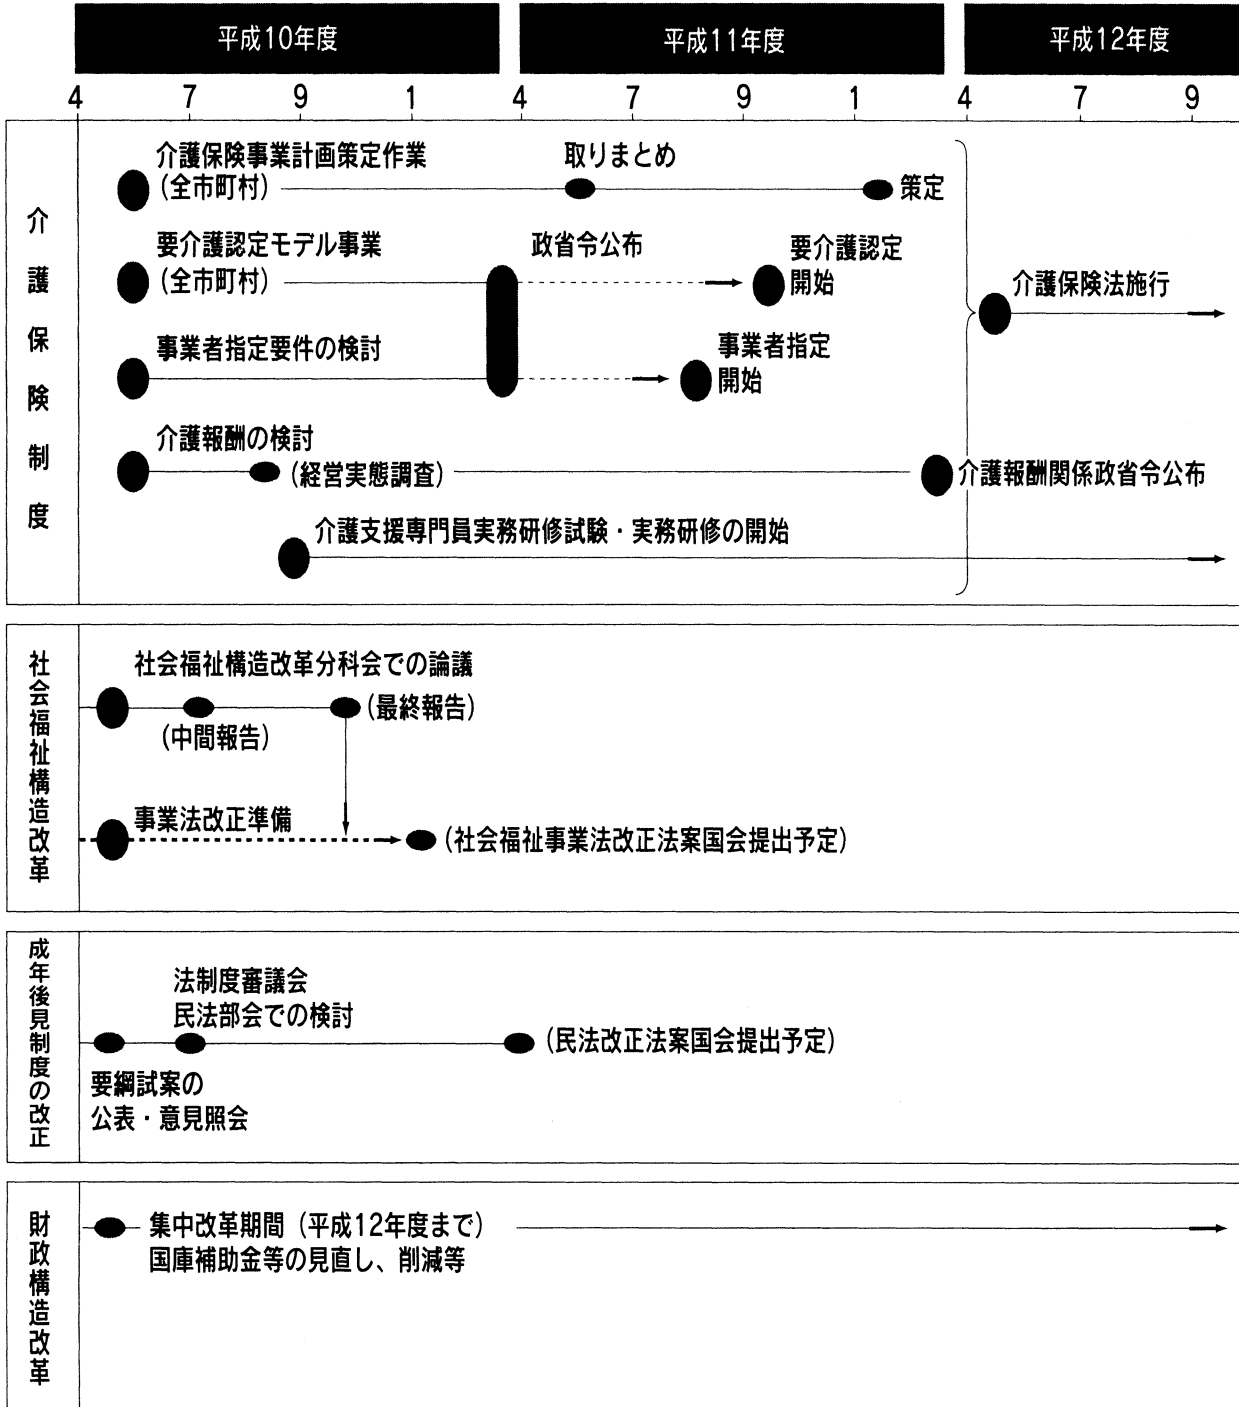 平成10年度
平成11年度
平成12年度
4 7 9 1 4 7 9 1 4 7 9
介護保険制度
介護保険事業計画策定作業
(全市町村)
取りまとめ
策定
要介護認定モデル事業
(全市町村)
政省令公布
要介護認定
開始
事業者指定要件の検討
事業者指定
開始
介護保険法施行
介護報酬の検討
(経営実態調査)
介護報酬関係政省令公布
介護支援専門員実務研修試験・実務研修の開始
社会福祉構造改革
社会福祉構造改革分科会での論議
(中間報告)
(最終報告)
事業法改正準備
(社会福祉事業法改正法案国会提出予定)
成年後見制度の改正
法制度審議会
民法部会での検討
(民法改正法案国会提出予定)
要綱試案の
公表・意見照会
財政構造改革
集中改革期間(平成12年度まで)
国庫補助金等の見直し、削減等